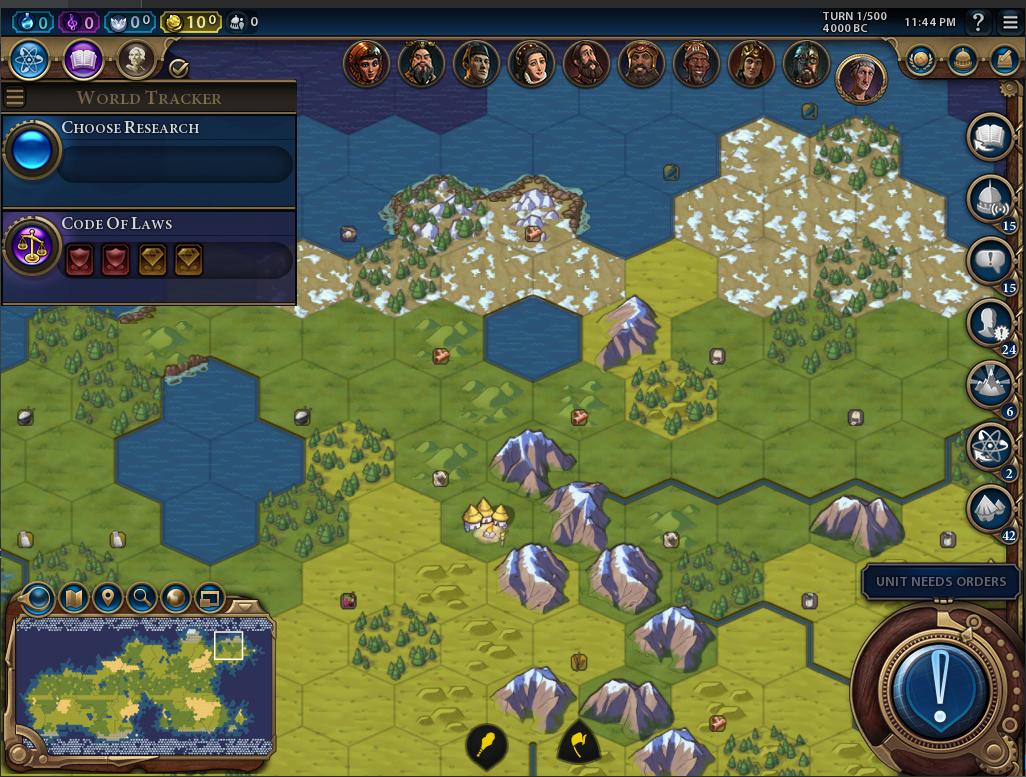 0
0
0⁰
10⁰
0
TURN 1/500
4000 BC
11:44 PM
?
WORLD TRACKER
CHOOSE RESEARCH
CODE OF LAWS
15
15
24
6
2
42
UNIT NEEDS ORDERS